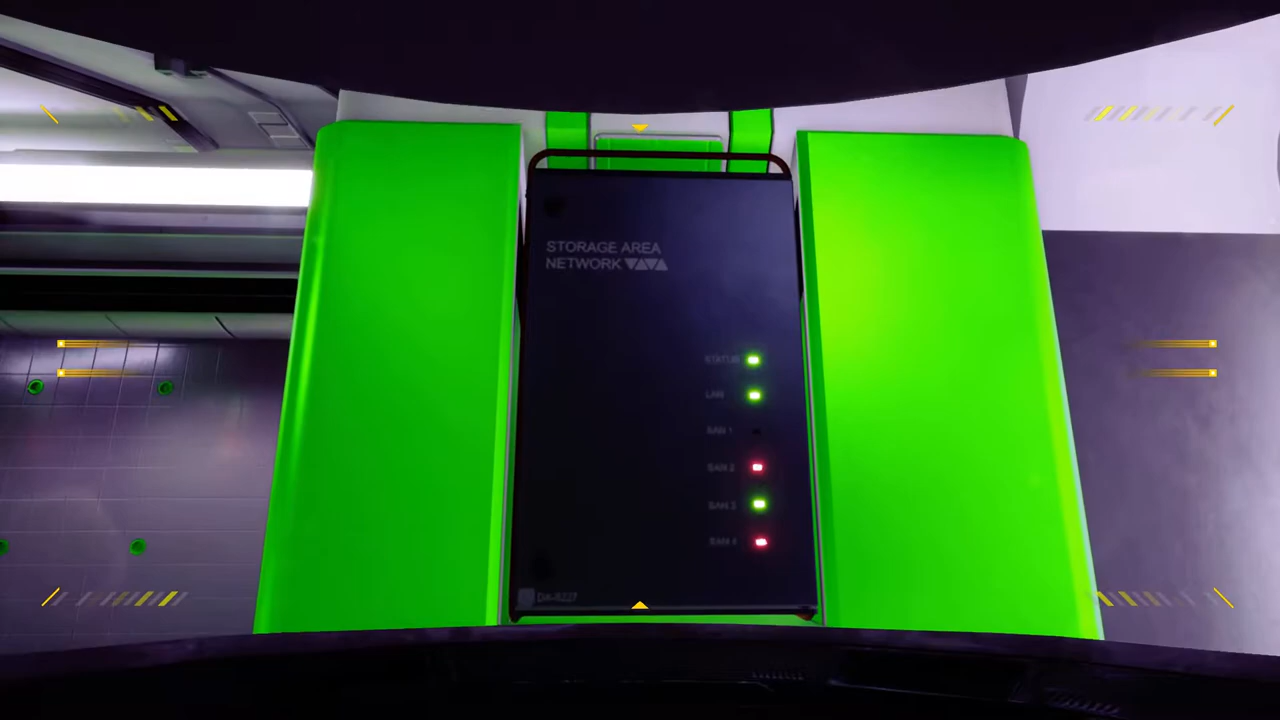 STORAGE AREA
NETWORK
STATUS
LAN
SAN 1
SAN 2
SAN 3
SAN 4